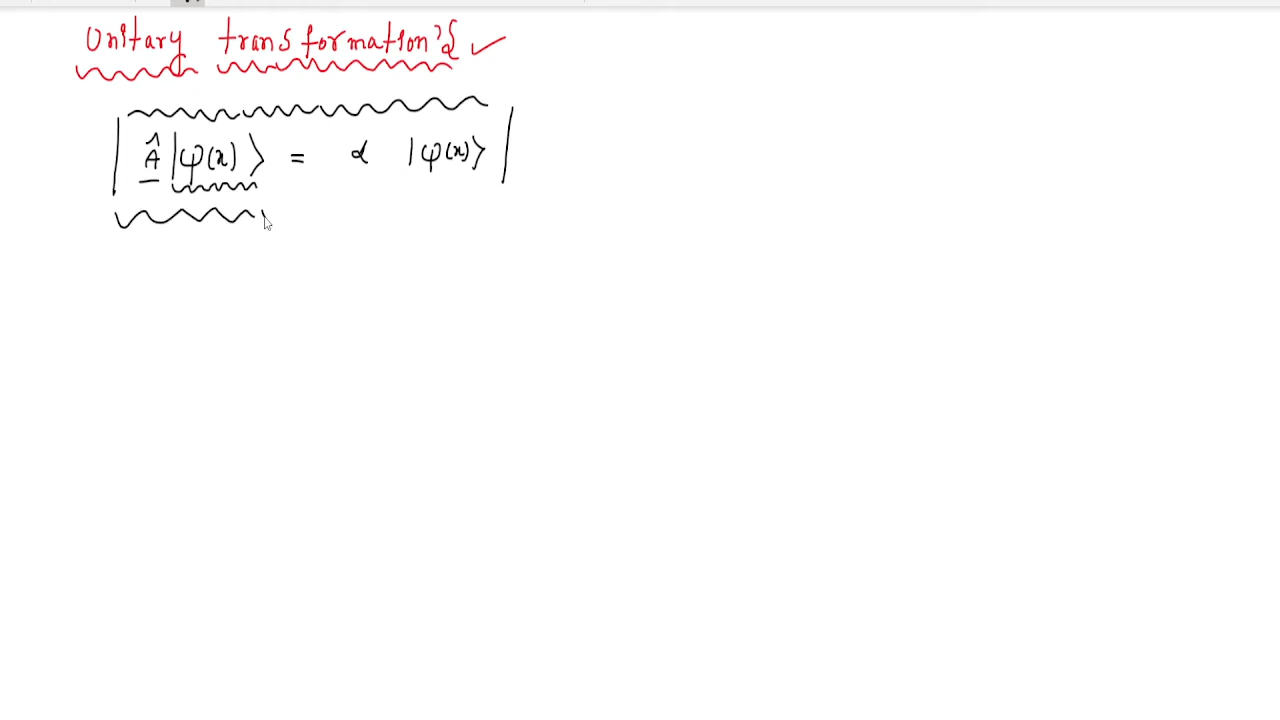 Unitary transformation's
Â |φ(x)⟩ = α |φ(x)⟩